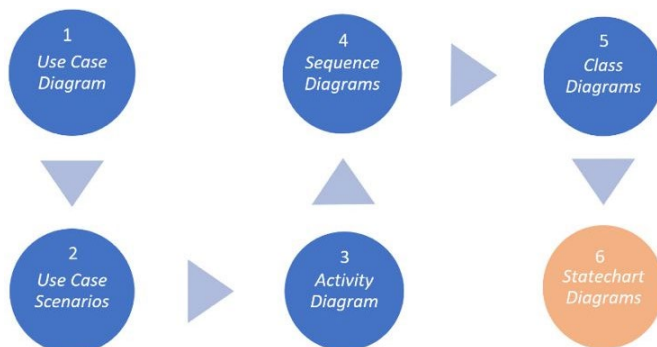 1
Use Case
Diagram
2
Use Case
Scenarios
3
Activity
Diagram
4
Sequence
Diagrams
5
Class
Diagrams
6
Statechart
Diagrams